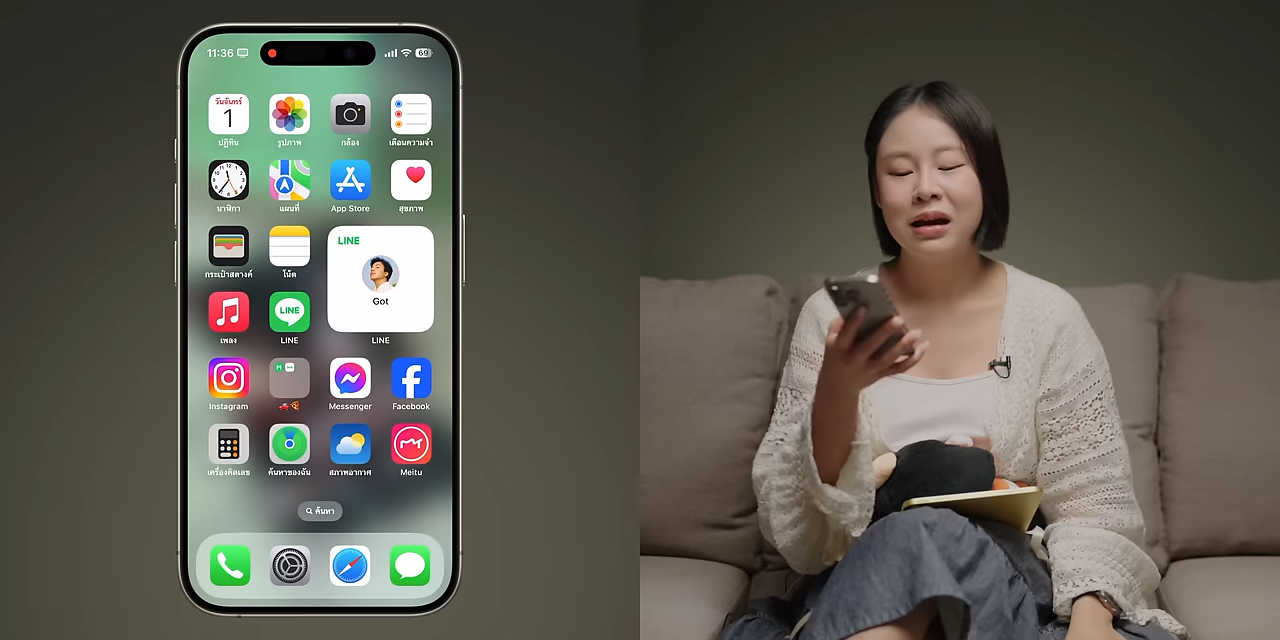 11:36
69
วันจันทร์
1
ปฏิทิน
รูปภาพ
กล้อง
เตือนความจำ
นาฬิกา
แผนที่
App Store
สุขภาพ
กระเป๋าสตางค์
โน้ต
LINE
Got
LINE
เพลง
LINE
LINE
Instagram
Messenger
Facebook
เครื่องคิดเลข
ค้นหาของฉัน
สภาพอากาศ
Meitu
ค้นหา